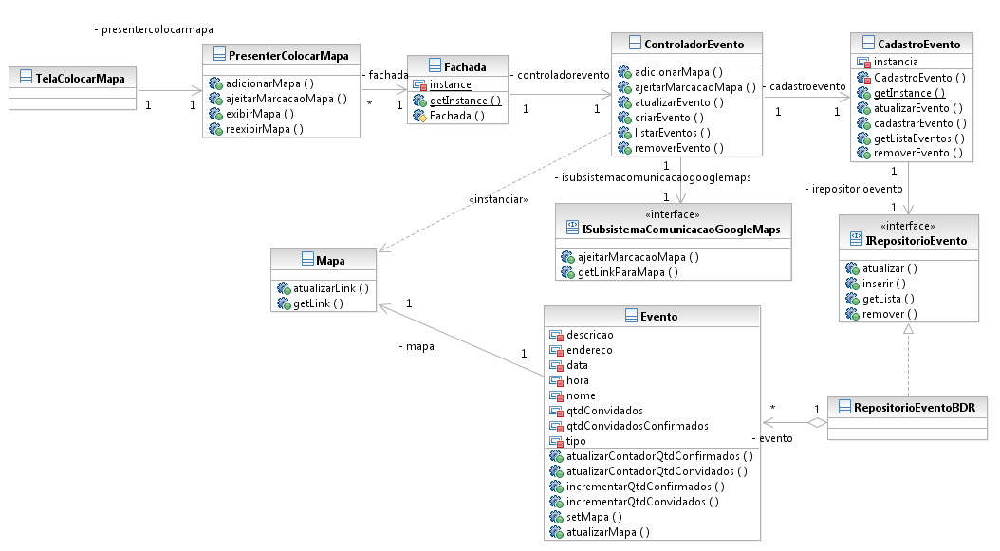 - presentercolocarmapa
TelaColocarMapa
1
1
PresenterColocarMapa
adicionarMapa ( )
ajeitarMarcacaoMapa ( )
exibirMapa ( )
reexibirMapa ( )
- fachada
*
1
Fachada
instance
getInstance ( )
Fachada ( )
- controladorevento
1
1
ControladorEvento
adicionarMapa ( )
ajeitarMarcacaoMapa ( )
atualizarEvento ( )
criarEvento ( )
listarEventos ( )
removerEvento ( )
- cadastroevento
1
1
CadastroEvento
instancia
CadastroEvento ( )
getInstance ( )
atualizarEvento ( )
cadastrarEvento ( )
getListaEventos ( )
removerEvento ( )
1
- isubsistemacomunicacaogooglemaps
1
«instanciar»
1
- irepositorioevento
1
«interface»
ISubsistemaComunicacaoGoogleMaps
ajeitarMarcacaoMapa ( )
getLinkParaMapa ( )
«interface»
IRepositorioEvento
atualizar ( )
inserir ( )
getLista ( )
remover ( )
Mapa
atualizarLink ( )
getLink ( )
1
- mapa
1
Evento
descricao
endereco
data
hora
nome
qtdConvidados
qtdConvidadosConfirmados
tipo
atualizarContadorQtdConfirmados ( )
atualizarContadorQtdConvidados ( )
incrementarQtdConfirmados ( )
incrementarQtdConvidados ( )
setMapa ( )
atualizarMapa ( )
*
1
- evento
RepositorioEventoBDR